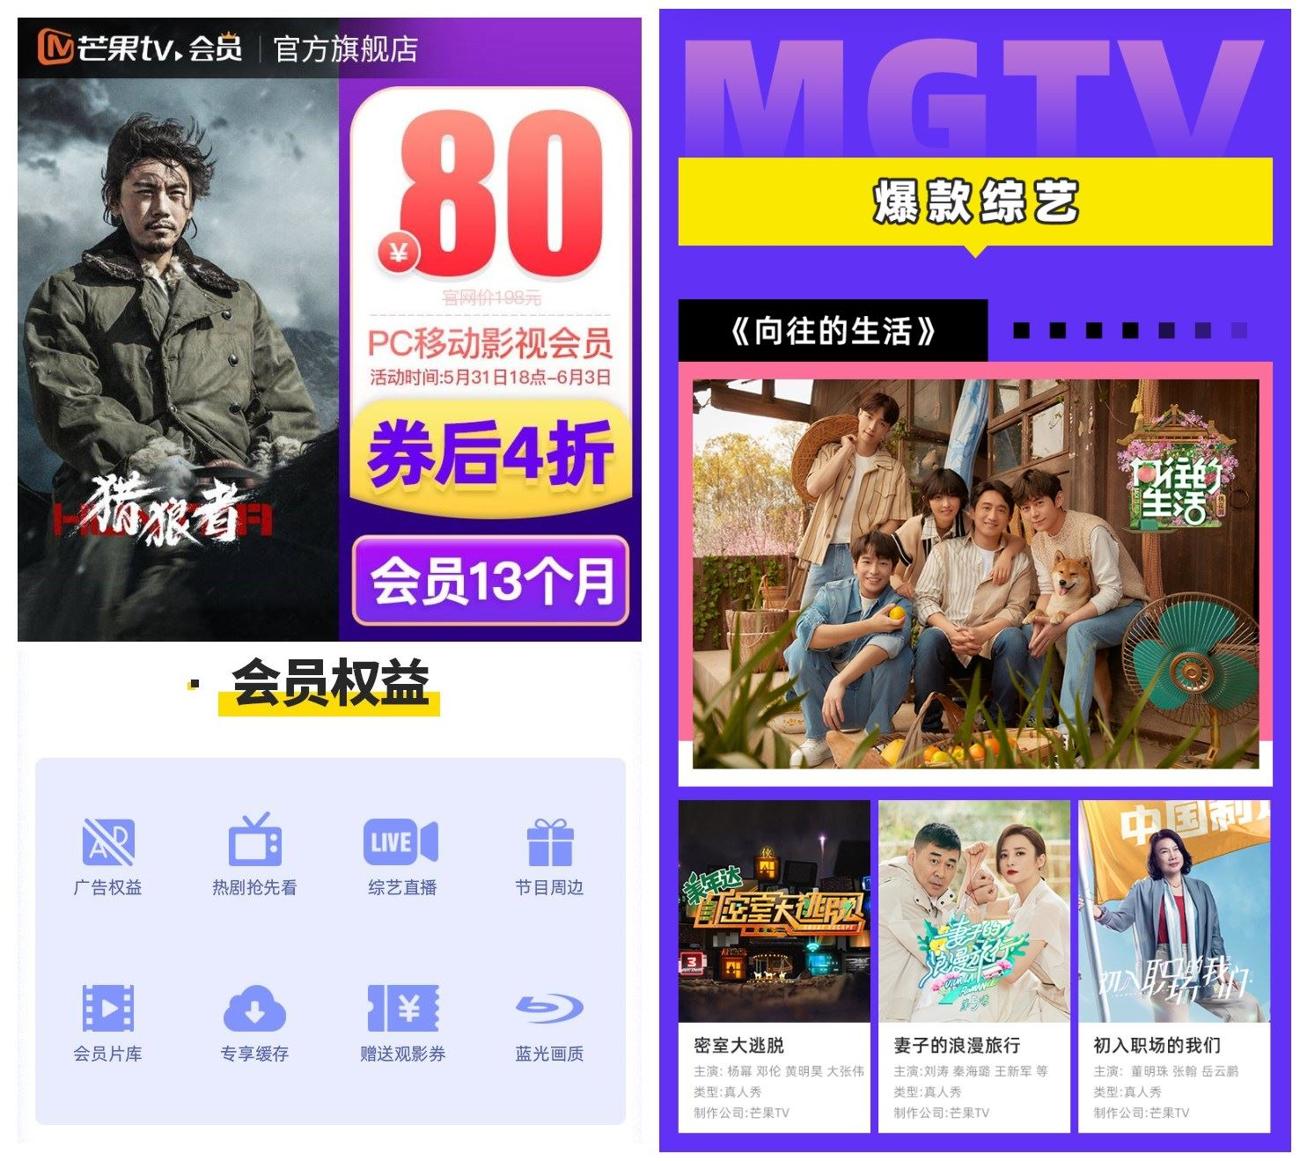 芒果tv 会员 | 官方旗舰店
80
¥
官网价198元
PC移动影视会员
活动时间:5月31日18点-6月3日
券后4折
会员13个月
猎狼者
· 会员权益
AD
广告权益
热剧抢先看
LIVE
综艺直播
节目周边
会员片库
专享缓存
¥
赠送观影券
蓝光画质
MGTV
爆款综艺
《向往的生活》
向往的
生活
美年达
密室大逃脱
3
妻子的
浪漫旅行
第5季
中国制
初入职场的我们
密室大逃脱
主演: 杨幂 邓伦 黄明昊 大张伟
类型:真人秀
制作公司:芒果TV
妻子的浪漫旅行
主演:刘涛 秦海璐 王新军 等
类型:真人秀
制作公司:芒果TV
初入职场的我们
主演: 董明珠 张翰 岳云鹏
类型:真人秀
制作公司:芒果TV